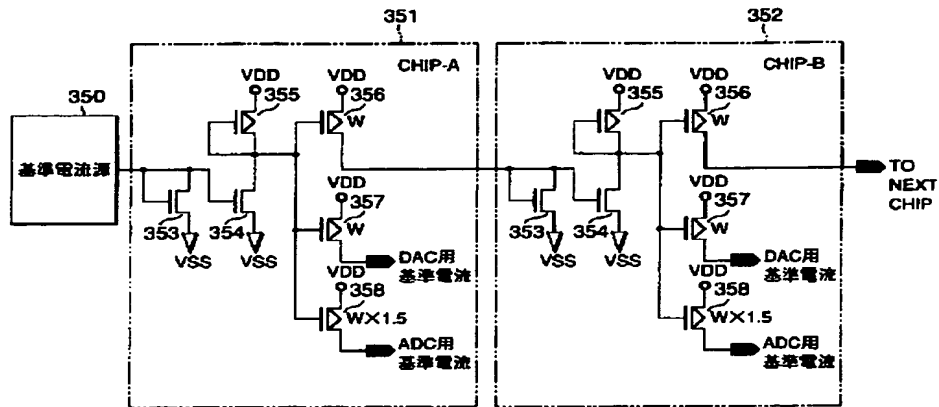 351
352
CHIP-A
CHIP-B
350
基準電流源
VDD
355
VDD
356
W
353
VSS
354
VSS
VDD
357
W
DAC用
基準電流
VDD
358
W×1.5
ADC用
基準電流
VDD
355
VDD
356
W
TO
NEXT
CHIP
353
VSS
354
VSS
VDD
357
W
DAC用
基準電流
VDD
358
W×1.5
ADC用
基準電流